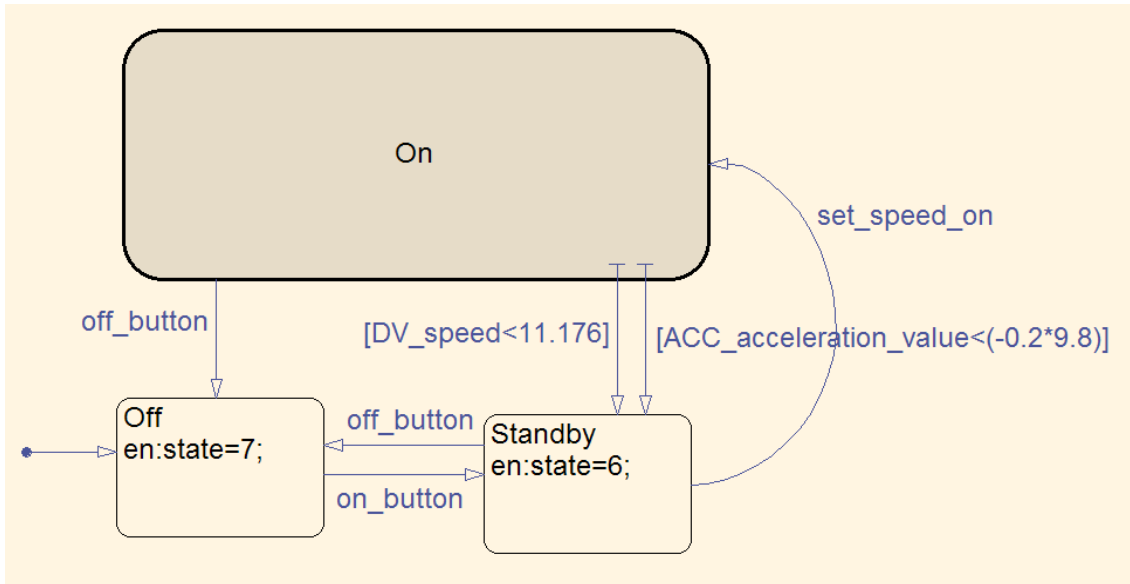 On
set_speed_on
off_button
[DV_speed<11.176]
[ACC_acceleration_value<(-0.2*9.8)]
Off
en:state=7;
off_button
on_button
Standby
en:state=6;